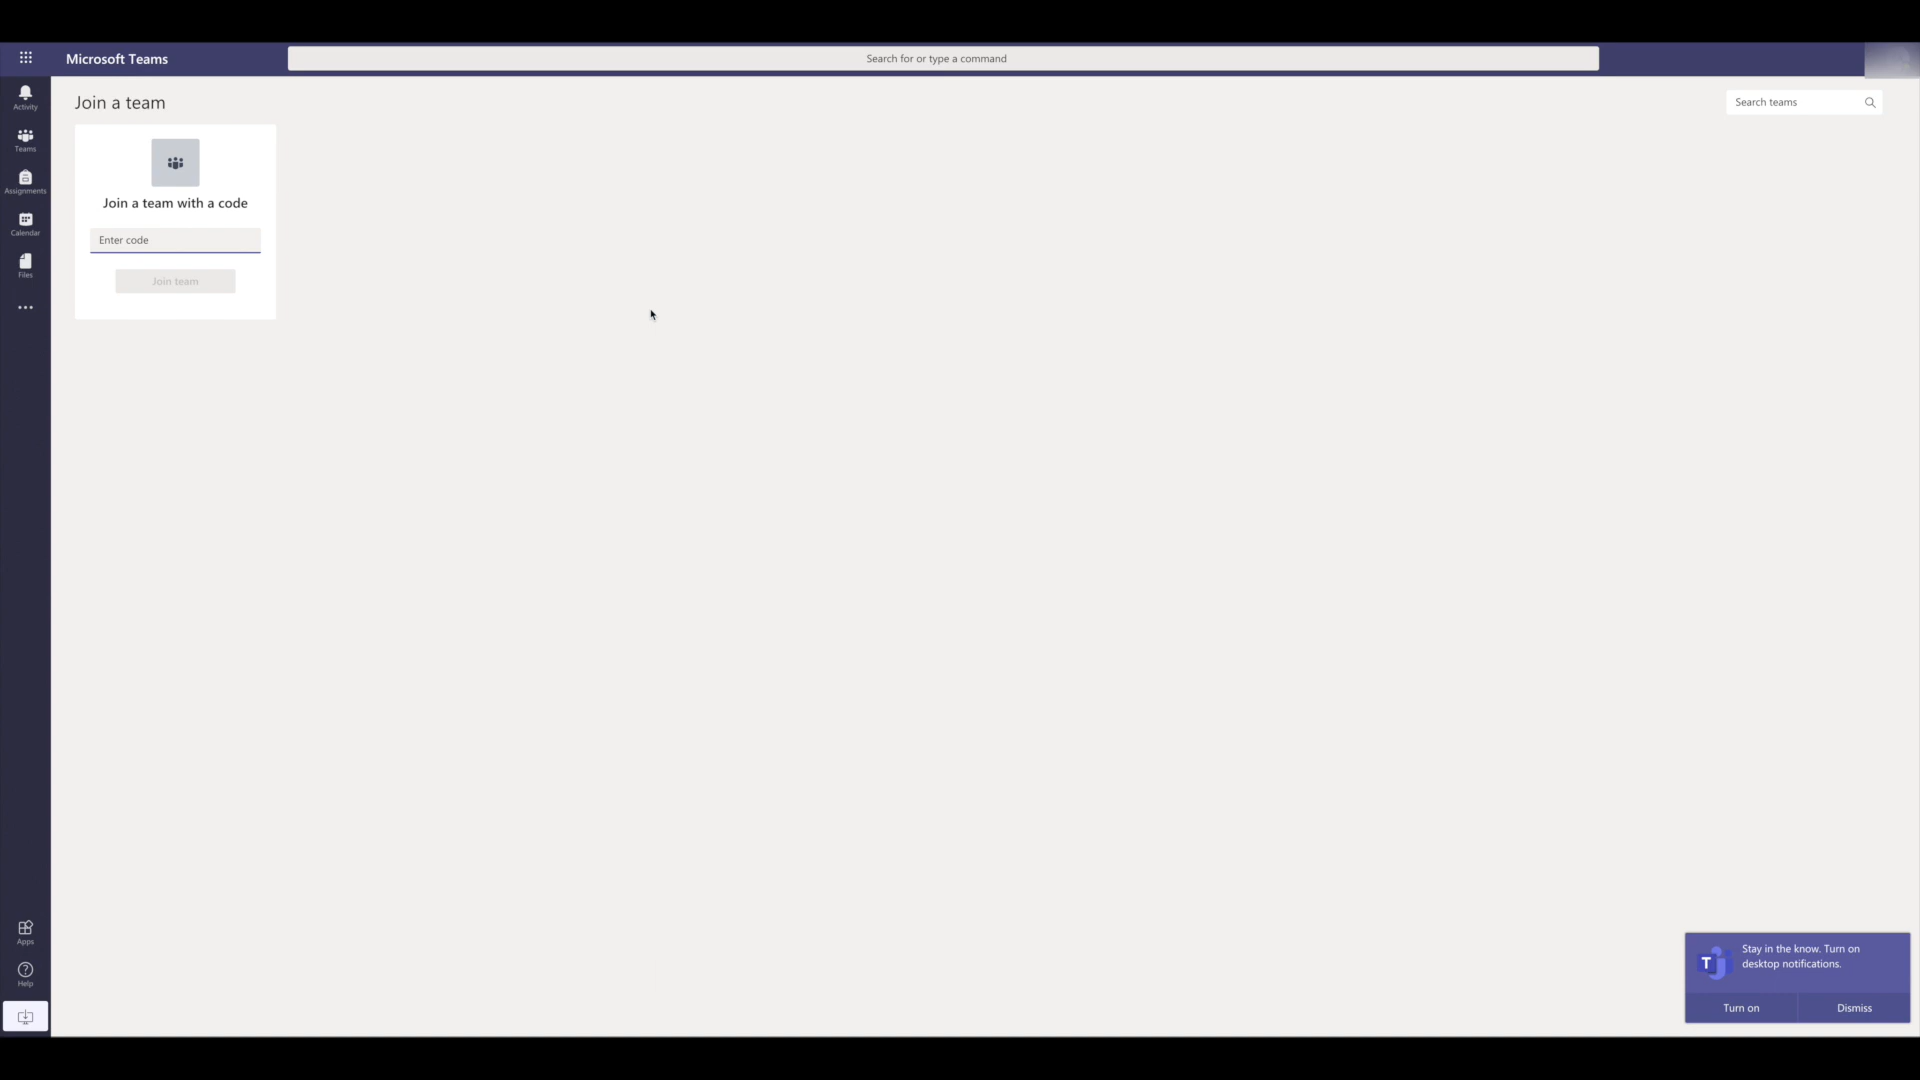 Microsoft Teams
Search for or type a command
Activity
Teams
Assignments
Calendar
Files
Join a team
Search teams
Join a team with a code
Enter code
Join team
Apps
Help
T
Stay in the know. Turn on
desktop notifications.
Turn on
Dismiss